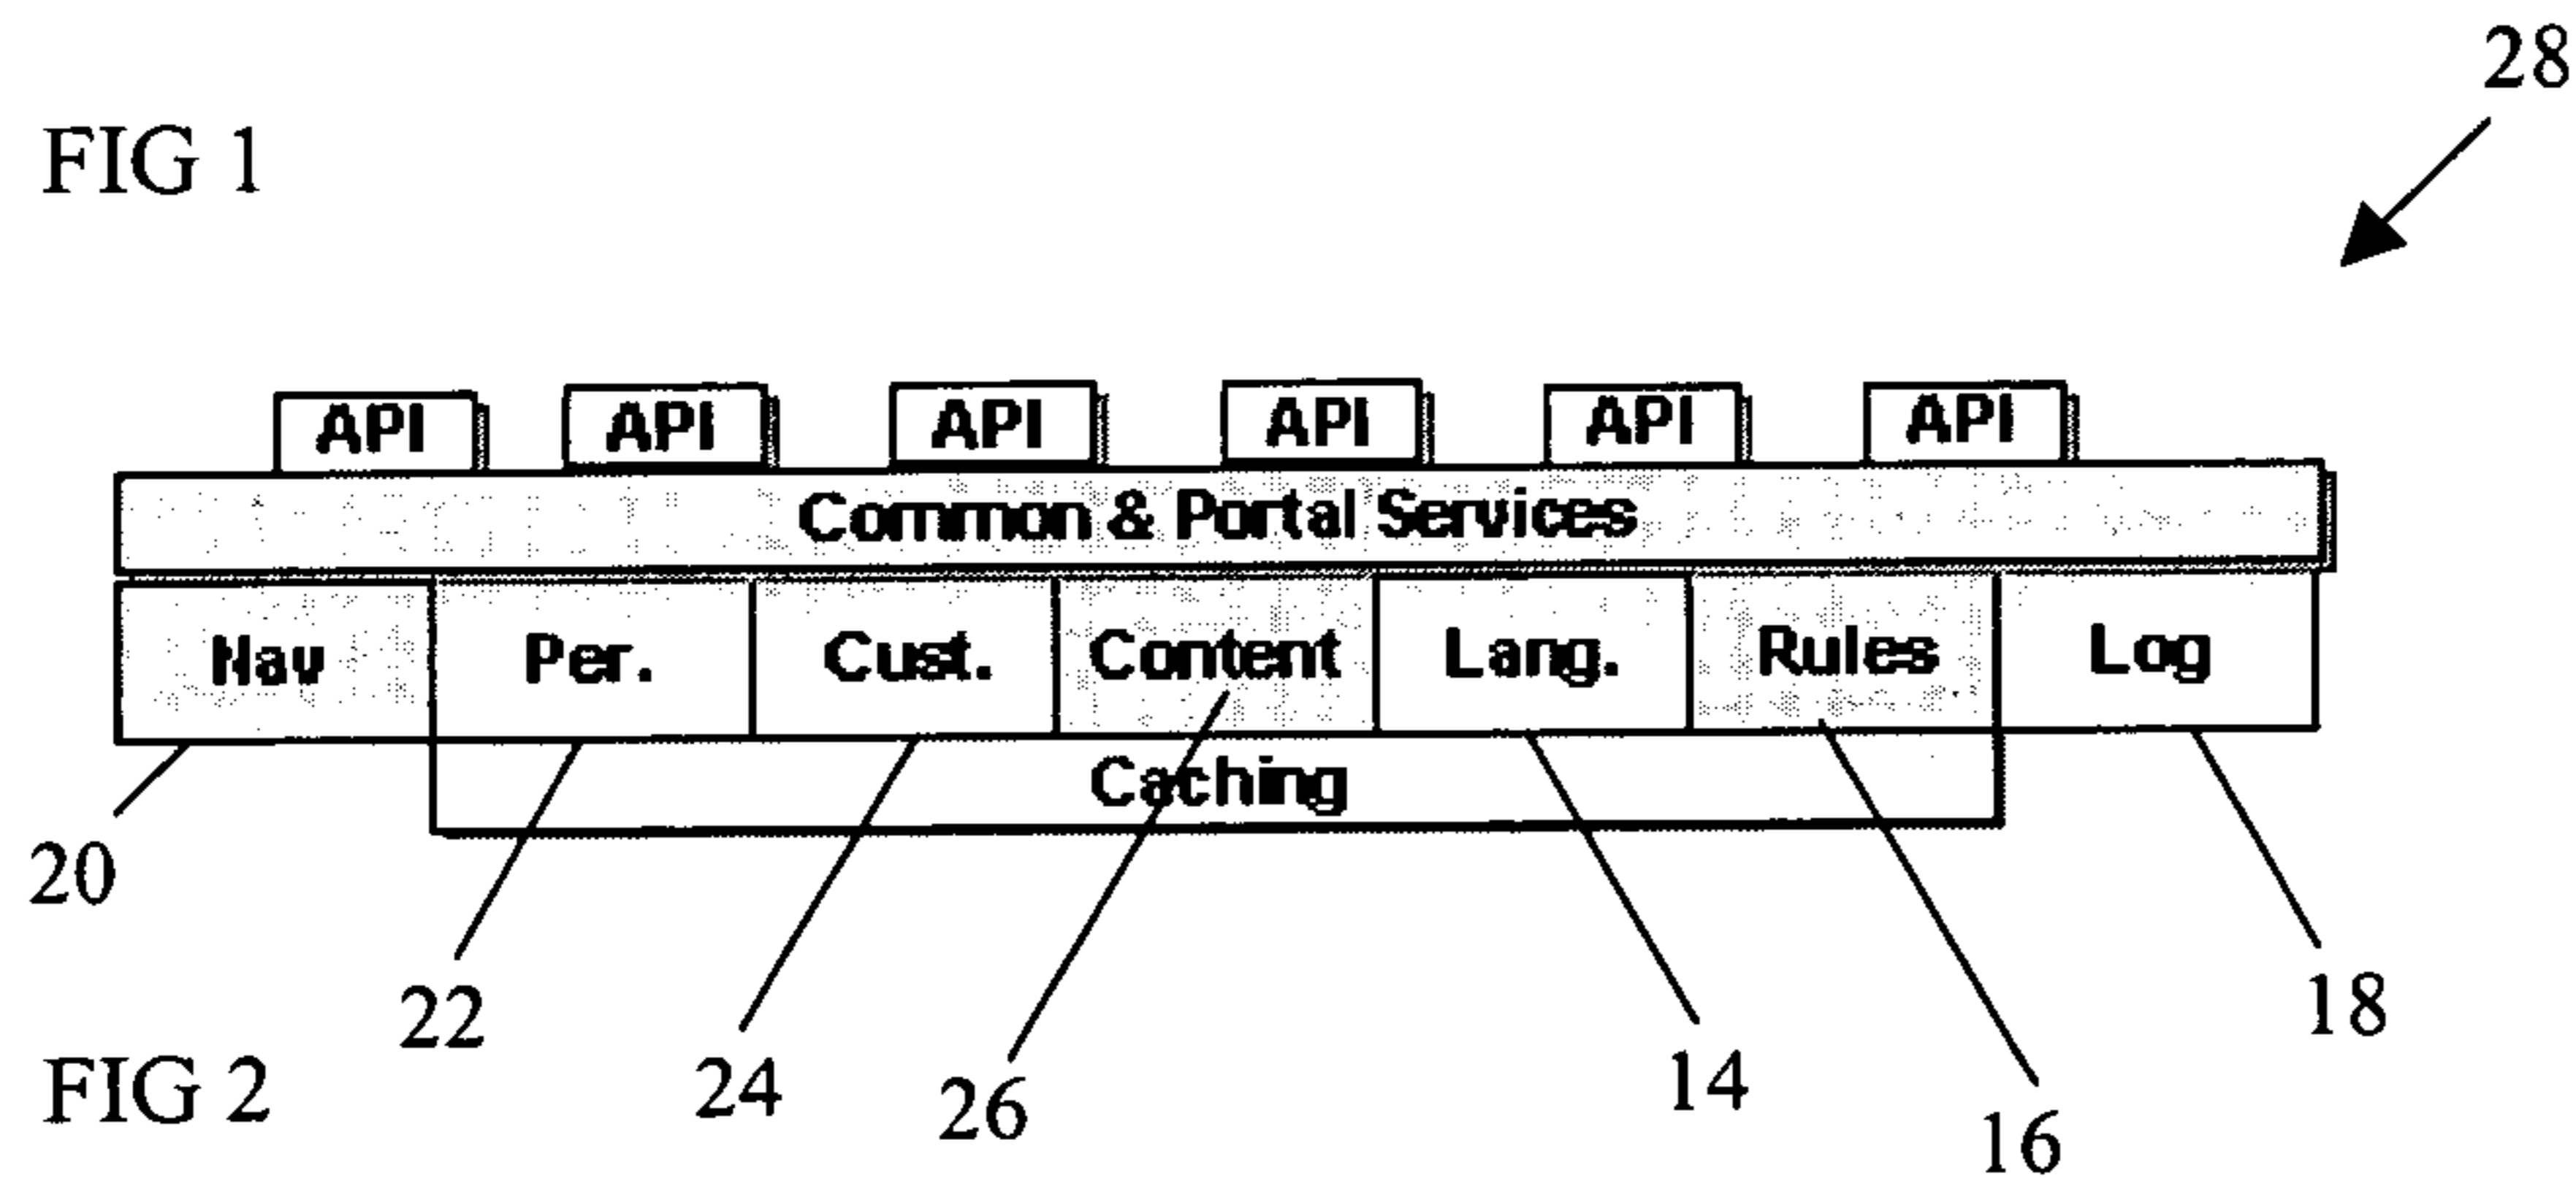 28
FIG 1
API API API API API API
Common & Portal Services
Nav Per. Cust. Content Lang. Rules Log
Caching
20
22
24
26
14
16
18
FIG 2